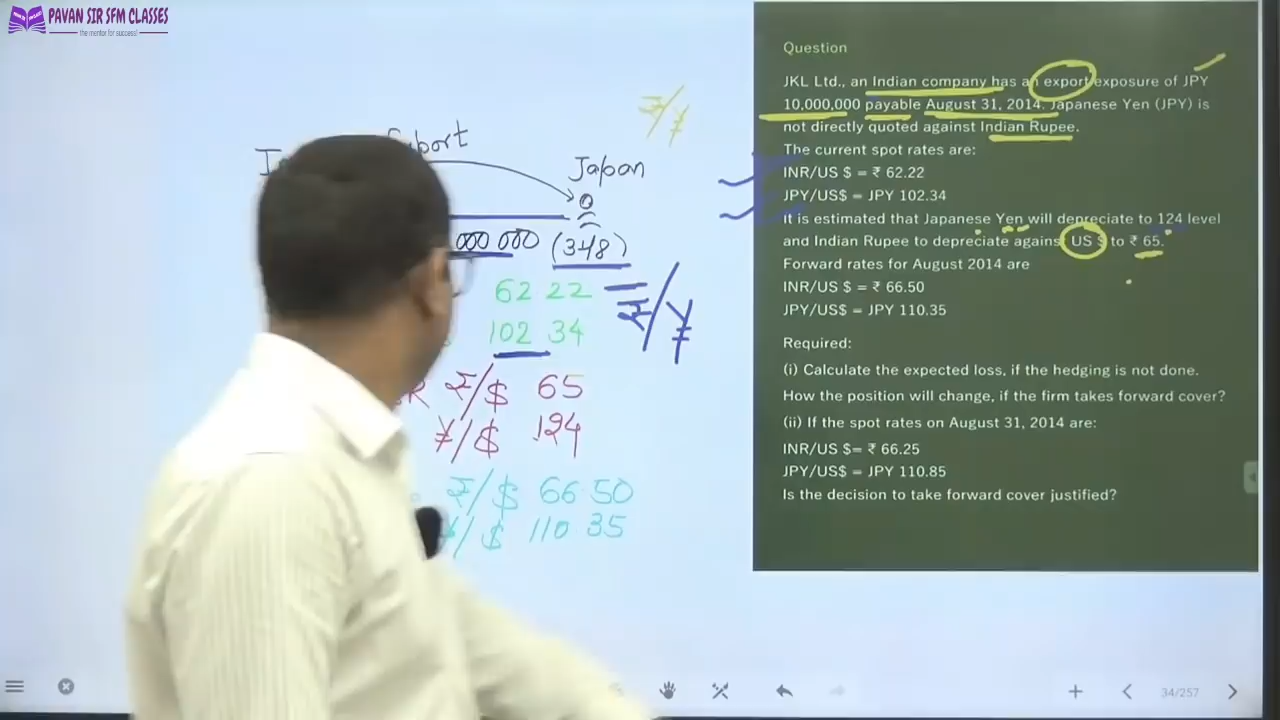 PAVAN SIR SFM CLASSES
the mentor for success!
₹/¥
Japan
000 000 (348)
62 22
102 34
₹/¥
₹/$ 65
¥/$ 124
₹/$ 66 50
¥/$ 110 35
Question
JKL Ltd., an Indian company has an export exposure of JPY
10,000,000 payable August 31, 2014. Japanese Yen (JPY) is
not directly quoted against Indian Rupee.
The current spot rates are:
INR/US $ = ₹ 62.22
JPY/US$ = JPY 102.34
It is estimated that Japanese Yen will depreciate to 124 level
and Indian Rupee to depreciate against US $ to ₹ 65.
Forward rates for August 2014 are
INR/US $ = ₹ 66.50
JPY/US$ = JPY 110.35
Required:
(i) Calculate the expected loss, if the hedging is not done.
How the position will change, if the firm takes forward cover?
(ii) If the spot rates on August 31, 2014 are:
INR/US $= ₹ 66.25
JPY/US$ = JPY 110.85
Is the decision to take forward cover justified?
34/257